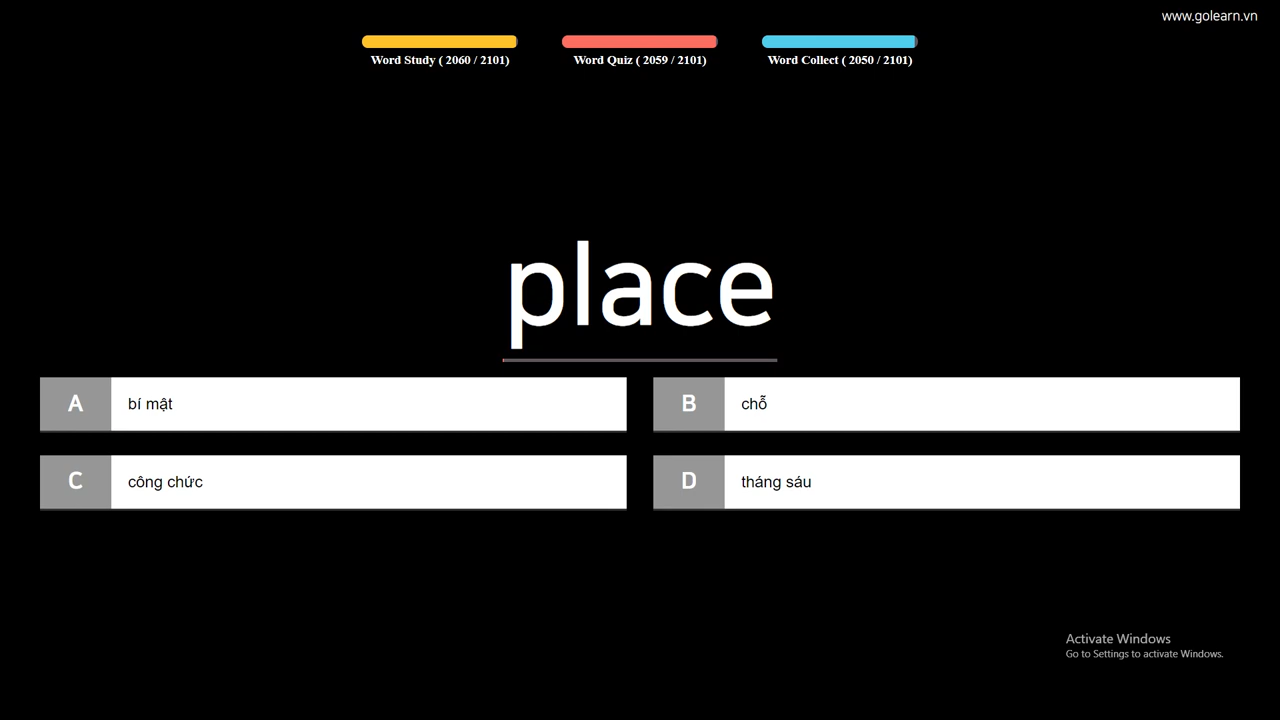 www.golearn.vn
Word Study ( 2060 / 2101)
Word Quiz ( 2059 / 2101)
Word Collect ( 2050 / 2101)
place
A bí mật
B chỗ
C công chức
D tháng sáu
Activate Windows
Go to Settings to activate Windows.